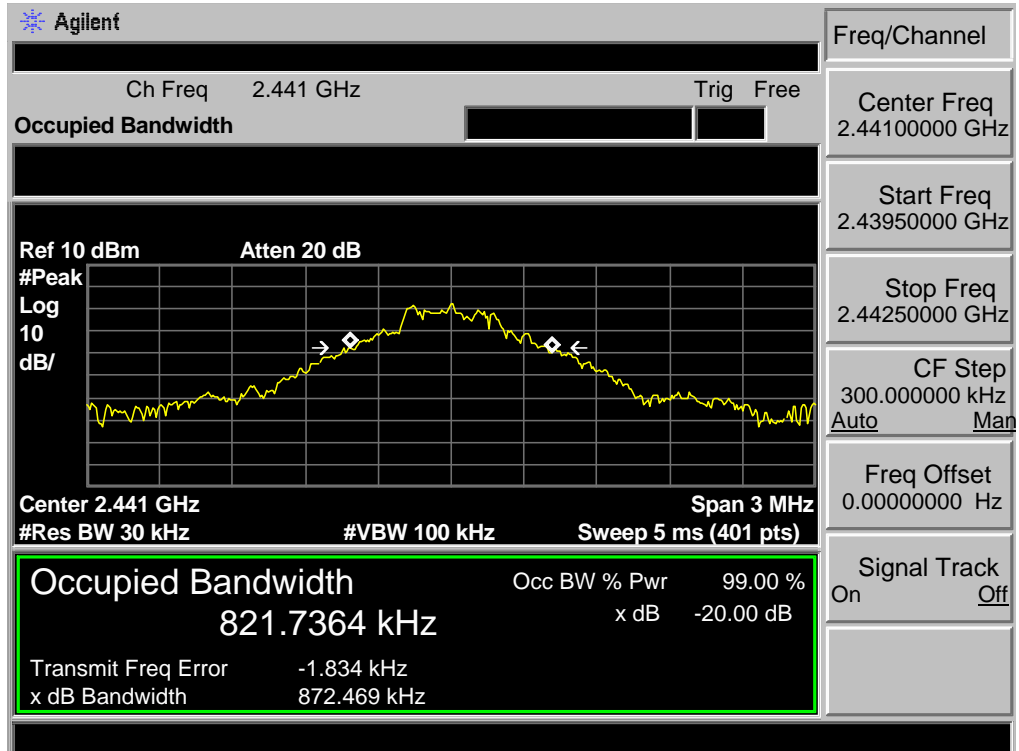 Agilent
Freq/Channel
Ch Freq 2.441 GHz Trig Free
Occupied Bandwidth
Center Freq
2.44100000 GHz
Start Freq
2.43950000 GHz
Stop Freq
2.44250000 GHz
CF Step
300.000000 kHz
Auto Man
Freq Offset
0.00000000 Hz
Signal Track
On Off
Ref 10 dBm Atten 20 dB
#Peak
Log
10
dB/
Center 2.441 GHz Span 3 MHz
#Res BW 30 kHz #VBW 100 kHz Sweep 5 ms (401 pts)
Occupied Bandwidth
821.7364 kHz
Occ BW % Pwr 99.00 %
x dB -20.00 dB
Transmit Freq Error -1.834 kHz
x dB Bandwidth 872.469 kHz